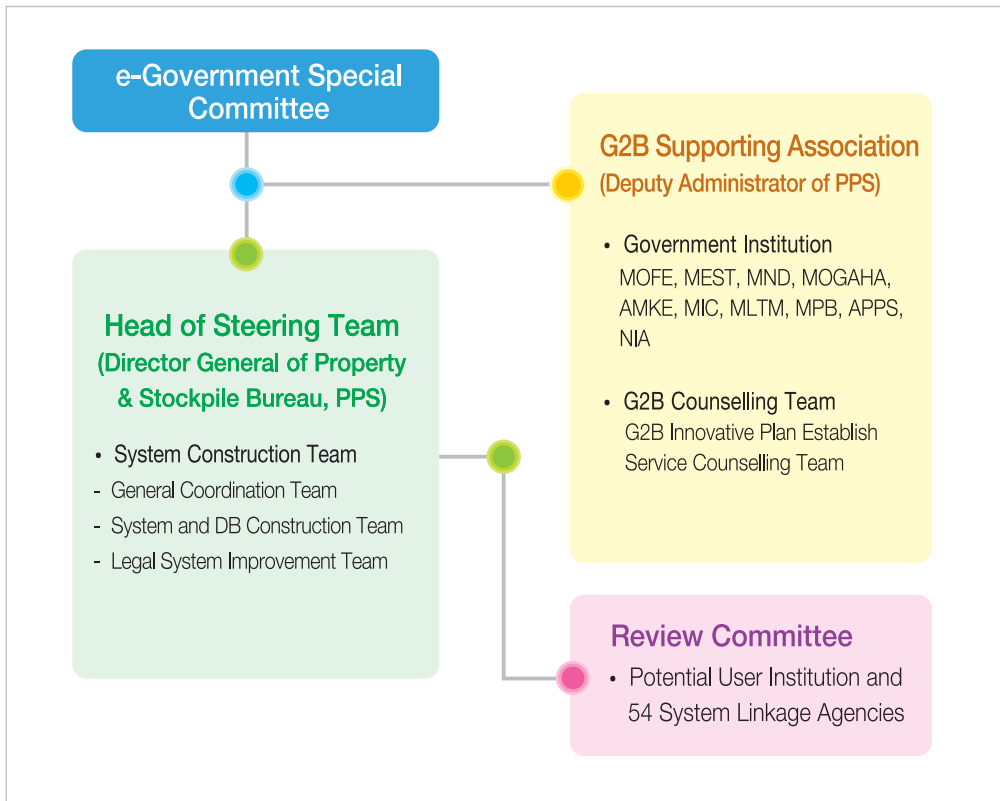 e-Government Special
Committee
G2B Supporting Association
(Deputy Administrator of PPS)
• Government Institution
MOFE, MEST, MND, MOGAHA,
AMKE, MIC, MLTM, MPB, APPS,
NIA
• G2B Counselling Team
G2B Innovative Plan Establish
Service Counselling Team
Head of Steering Team
(Director General of Property
& Stockpile Bureau, PPS)
• System Construction Team
- General Coordination Team
- System and DB Construction Team
- Legal System Improvement Team
Review Committee
• Potential User Institution and
54 System Linkage Agencies